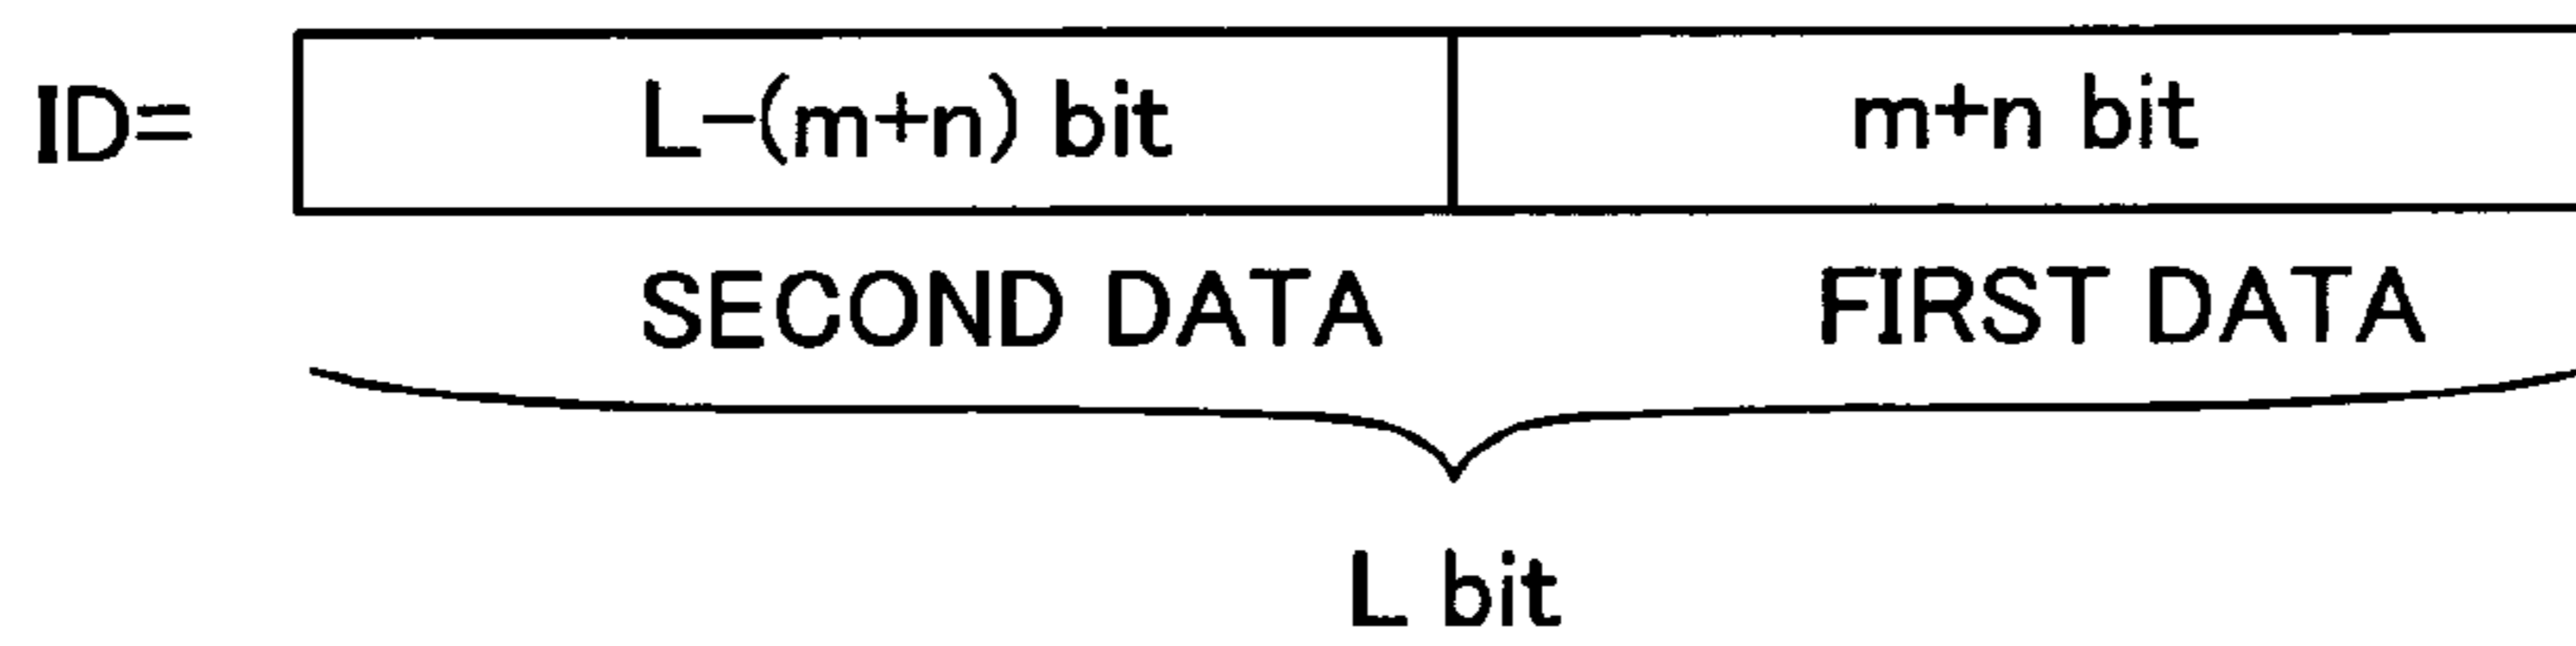 ID= L-(m+n) bit m+n bit
SECOND DATA FIRST DATA
L bit